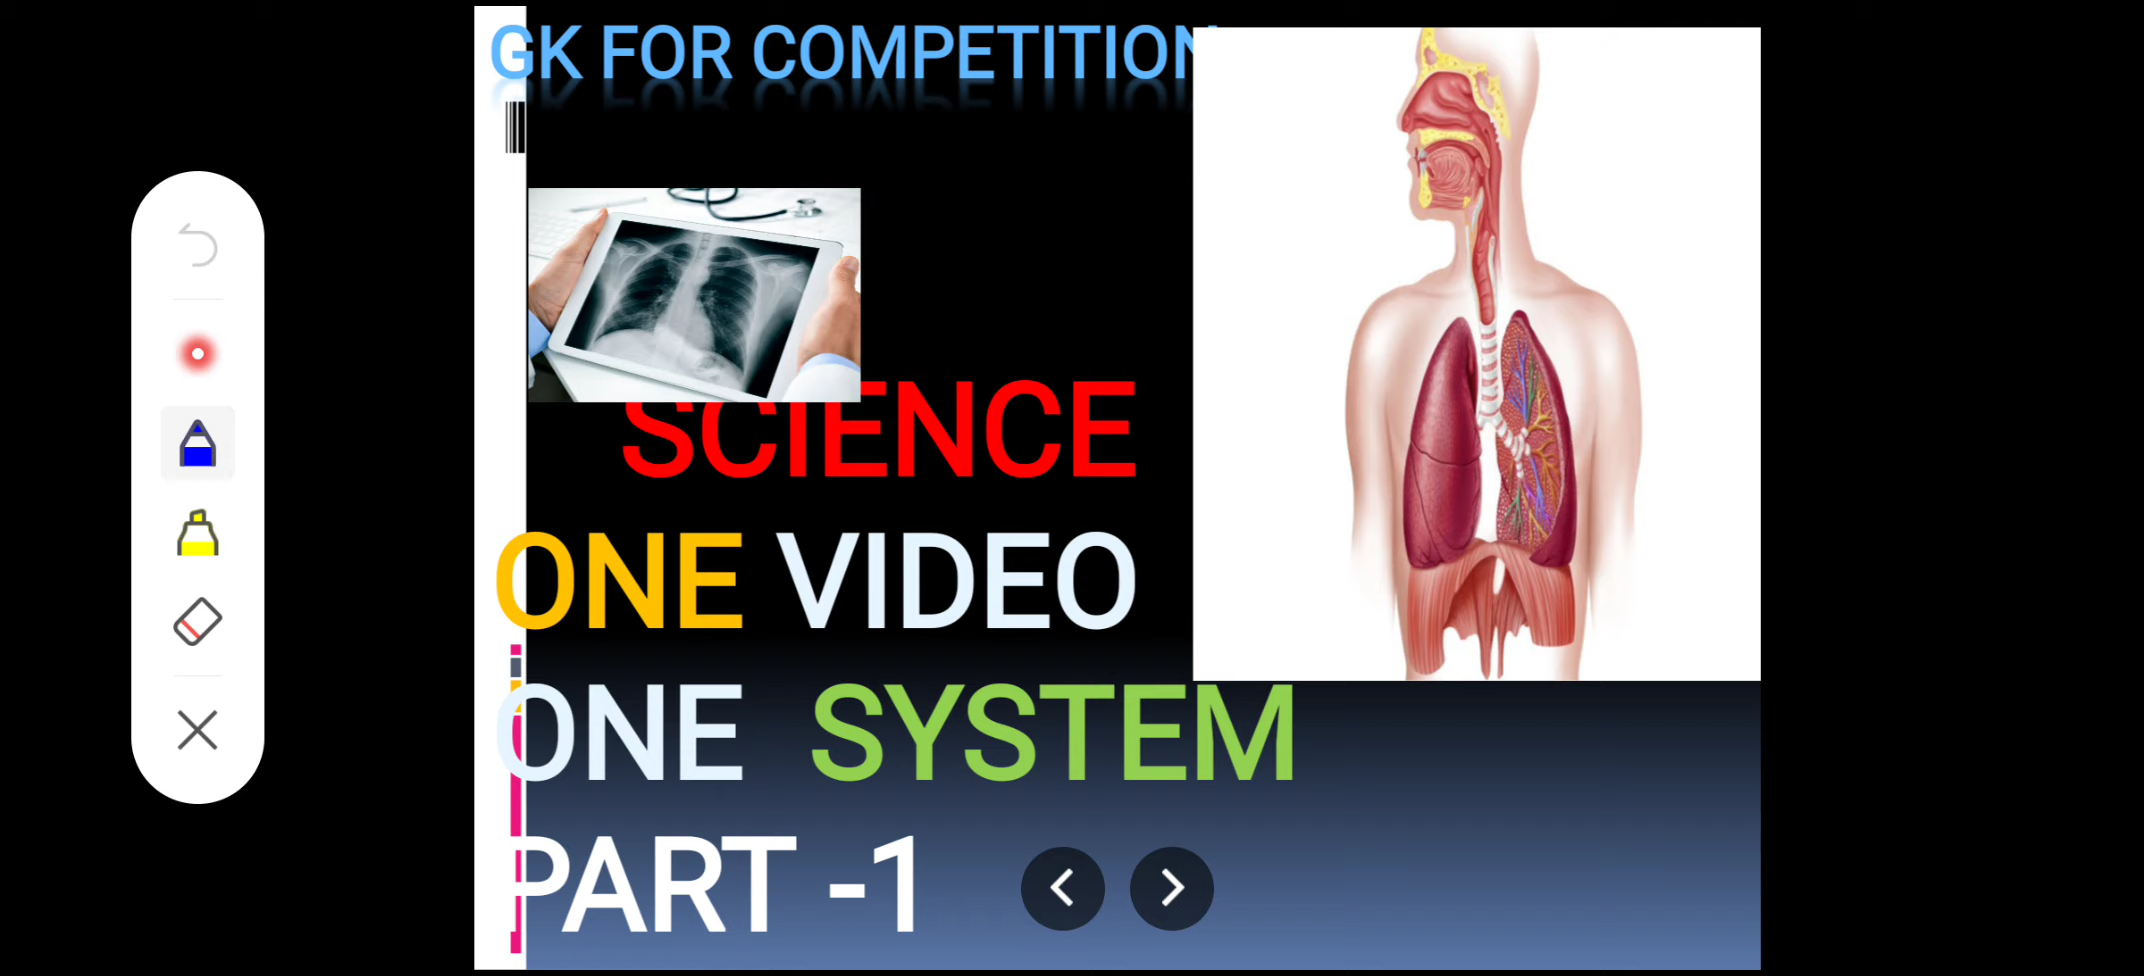 GK FOR COMPETITION
SCIENCE
ONE VIDEO
ONE SYSTEM
PART -1